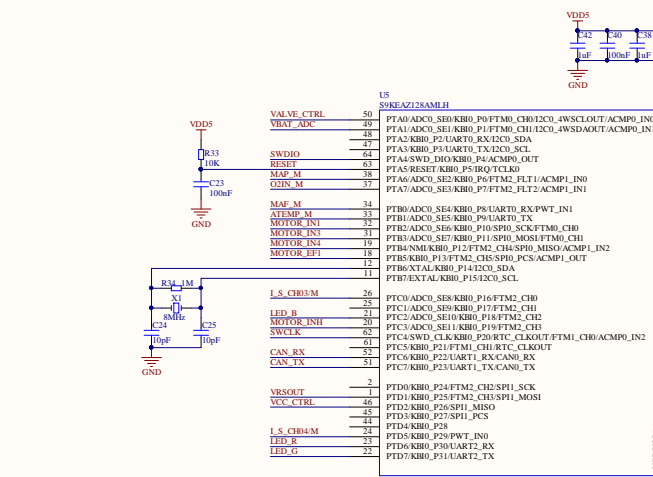 VDD5
C42
C40
C38
1uF
100nF
1uF
GND
U5
S9KEAZ128AMLH
VALVE_CTRL 50 PTA0/ADC0_SE0/KBI0_P0/FTM0_CH0/I2C0_4WSCLOUT/ACMP0_IN0
VBAT_ADC 49 PTA1/ADC0_SE1/KBI0_P1/FTM0_CH1/I2C0_4WSDAOUT/ACMP0_IN
48 PTA2/KBI0_P2/UART0_RX/I2C0_SDA
47 PTA3/KBI0_P3/UART0_TX/I2C0_SCL
SWDIO 64 PTA4/SWD_DIO/KBI0_P4/ACMP0_OUT
RESET 63 PTA5/RESET/KBI0_P5/IRQ/TCLK0
MAP_M 38 PTA6/ADC0_SE2/KBI0_P6/FTM2_FLT1/ACMP1_IN0
O2IN_M 37 PTA7/ADC0_SE3/KBI0_P7/FTM2_FLT2/ACMP1_IN1
VDD5
R33
10K
C23
100nF
GND
MAF_M 34 PTB0/ADC0_SE4/KBI0_P8/UART0_RX/PWT_IN1
ATEMP_M 33 PTB1/ADC0_SE5/KBI0_P9/UART0_TX
MOTOR_IN1 32 PTB2/ADC0_SE6/KBI0_P10/SPI0_SCK/FTM0_CH0
MOTOR_IN3 31 PTB3/ADC0_SE7/KBI0_P11/SPI0_MOSI/FTM0_CH1
MOTOR_IN4 19 PTB4/NMI/KBI0_P12/FTM2_CH4/SPI0_MISO/ACMP1_IN2
MOTOR_EF1 18 PTB5/KBI0_P13/FTM2_CH5/SPI0_PCS/ACMP1_OUT
12 PTB6/XTAL/KBI0_P14/I2C0_SDA
11 PTB7/EXTAL/KBI0_P15/I2C0_SCL
R34 1M
X1
8MHz
C24
10pF
C25
10pF
GND
I_S_CH03/M 26 PTC0/ADC0_SE8/KBI0_P16/FTM2_CH0
25 PTC1/ADC0_SE9/KBI0_P17/FTM2_CH1
LED_B 21 PTC2/ADC0_SE10/KBI0_P18/FTM2_CH2
MOTOR_INH 20 PTC3/ADC0_SE11/KBI0_P19/FTM2_CH3
SWCLK 62 PTC4/SWD_CLK/KBI0_P20/RTC_CLKOUT/FTM1_CH0/ACMP0_IN2
61 PTC5/KBI0_P21/FTM1_CH1/RTC_CLKOUT
CAN_RX 52 PTC6/KBI0_P22/UART1_RX/CAN0_RX
CAN_TX 51 PTC7/KBI0_P23/UART1_TX/CAN0_TX
2 PTD0/KBI0_P24/FTM2_CH2/SPI1_SCK
VRSOUT 1 PTD1/KBI0_P25/FTM2_CH3/SPI1_MOSI
VCC_CTRL 46 PTD2/KBI0_P26/SPI1_MISO
45 PTD3/KBI0_P27/SPI1_PCS
44 PTD4/KBI0_P28
I_S_CH04/M 24 PTD5/KBI0_P29/PWT_IN0
LED_R 23 PTD6/KBI0_P30/UART2_RX
LED_G 22 PTD7/KBI0_P31/UART2_TX